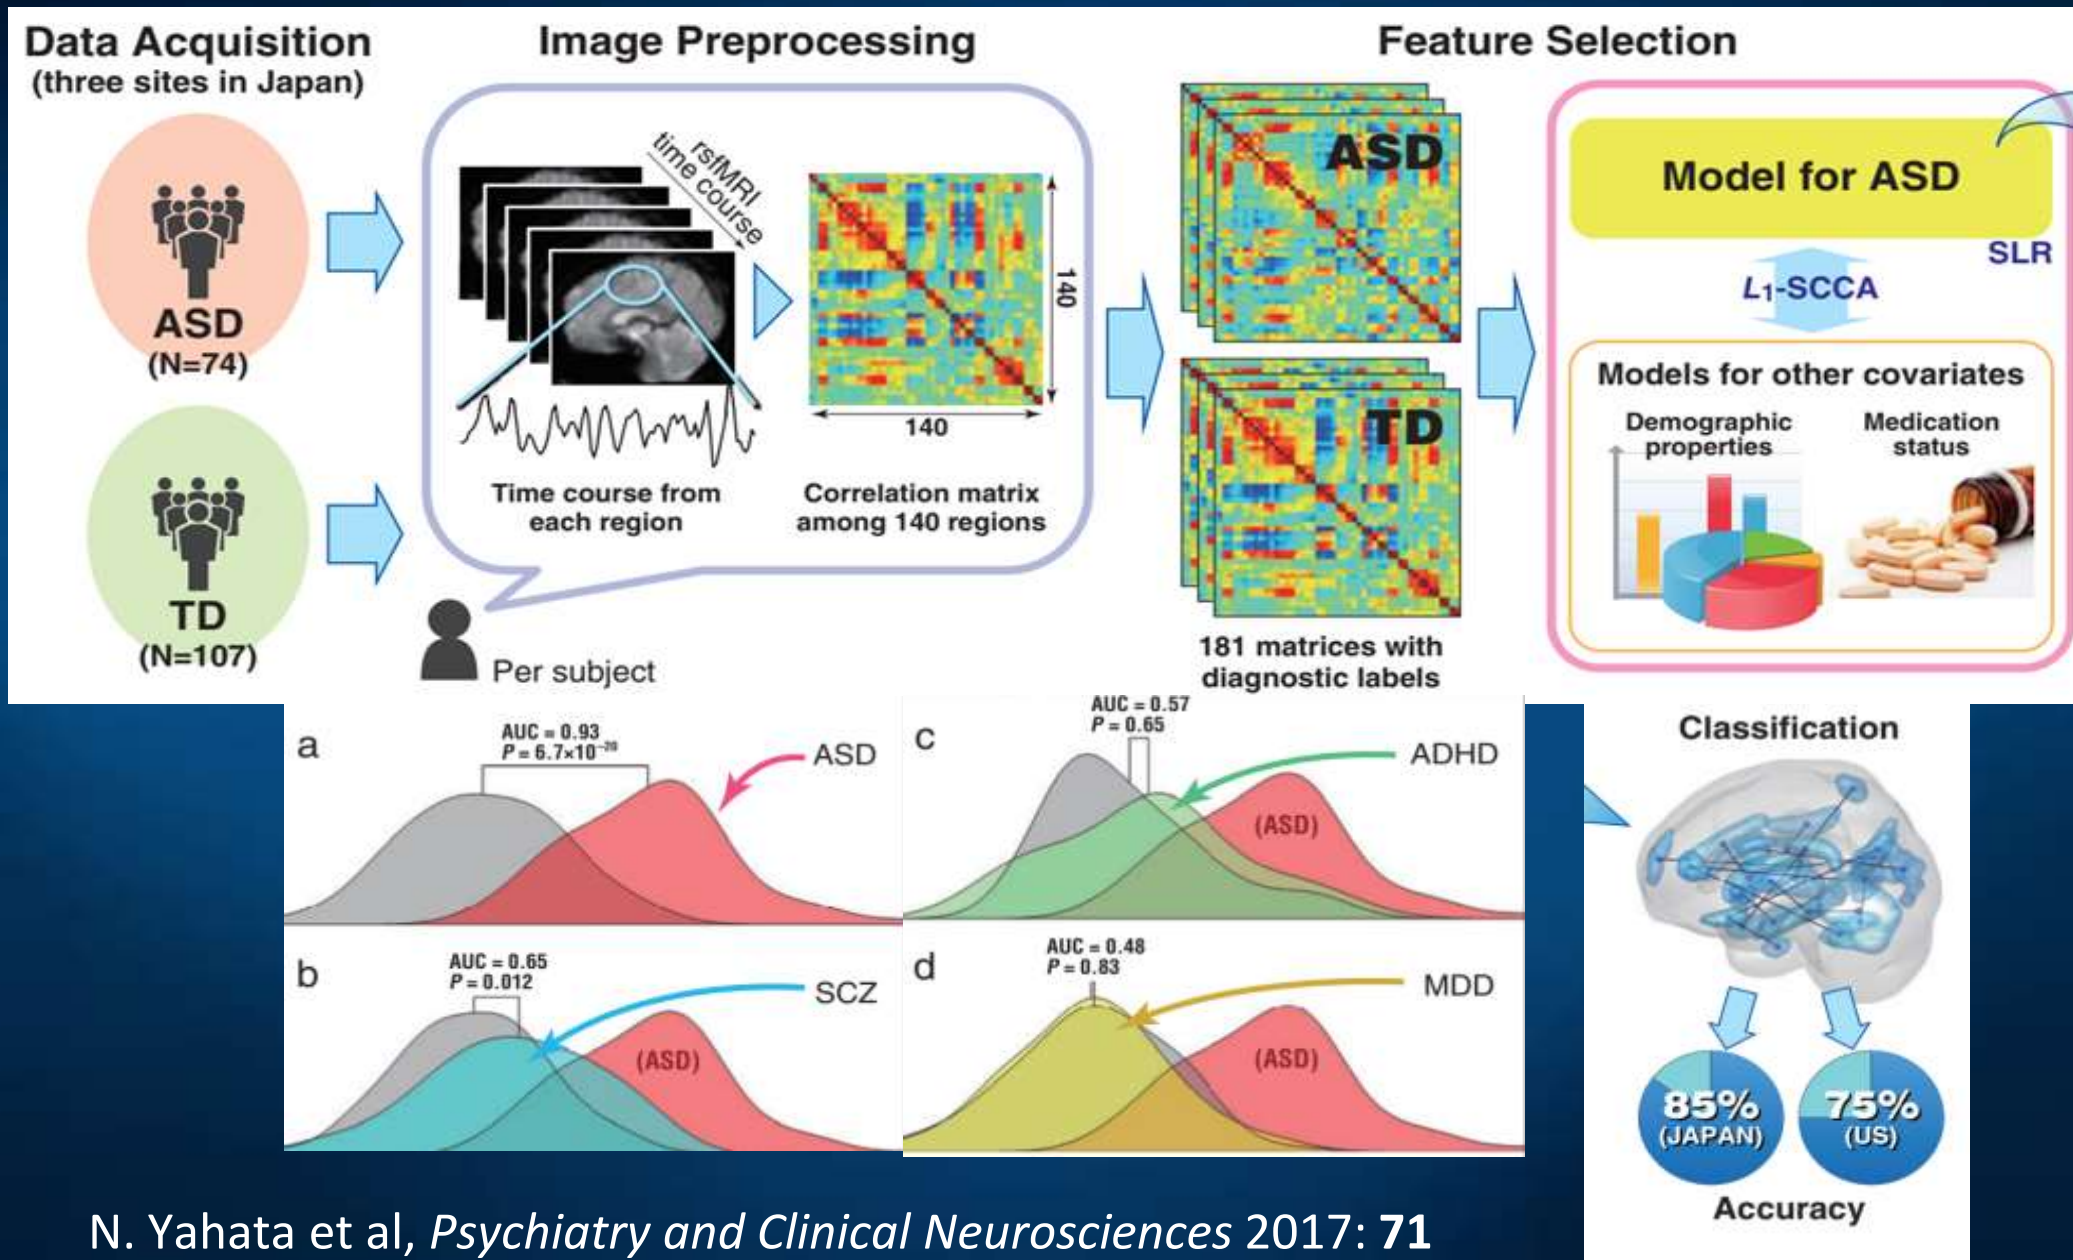 Data Acquisition
(three sites in Japan)
ASD
(N=74)
TD
(N=107)
Image Preprocessing
rsfMRI
time course
140
140
Time course from
each region
Correlation matrix
among 140 regions
Per subject
Feature Selection
ASD
TD
181 matrices with
diagnostic labels
Model for ASD
SLR
L1-SCCA
Models for other covariates
Demographic
properties
Medication
status
a
AUC = 0.93
P = 6.7×10⁻²⁰
ASD
b
AUC = 0.65
P = 0.012
SCZ
(ASD)
c
AUC = 0.57
P = 0.65
ADHD
(ASD)
d
AUC = 0.48
P = 0.83
MDD
(ASD)
Classification
85%
(JAPAN)
75%
(US)
Accuracy
N. Yahata et al, Psychiatry and Clinical Neurosciences 2017: 71